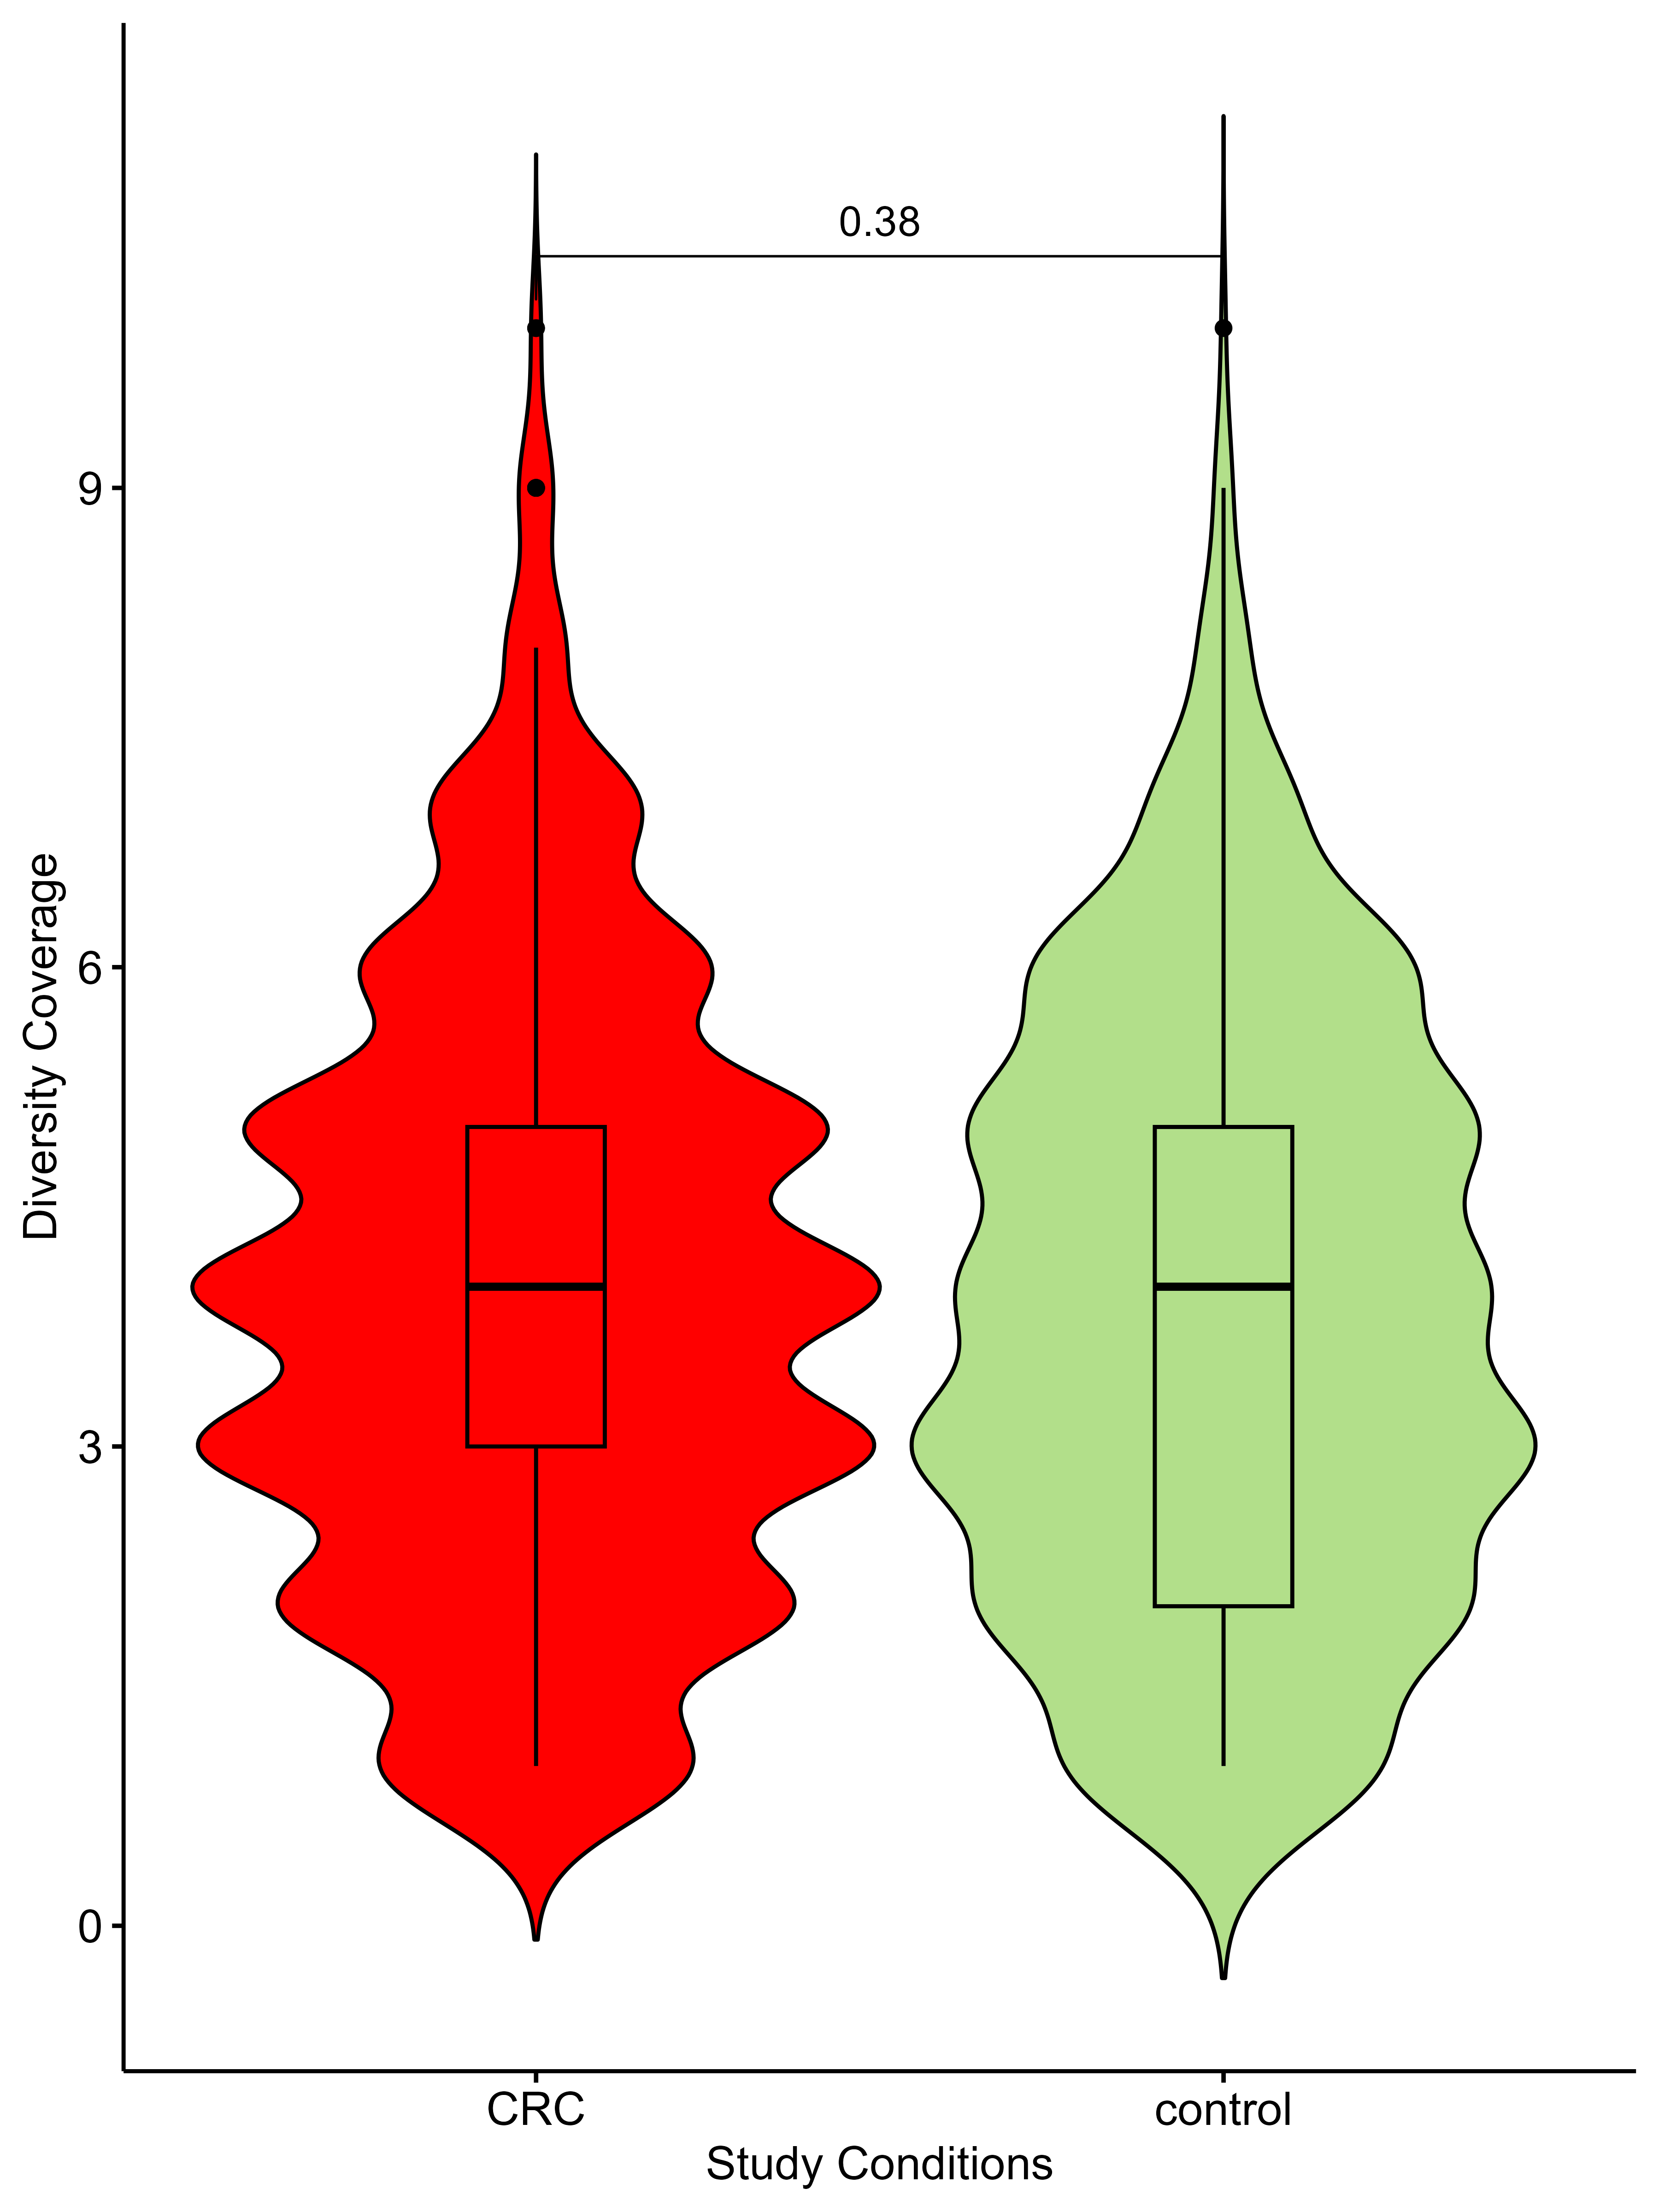 0.38
9
6
3
0
Diversity Coverage
CRC
control
Study Conditions